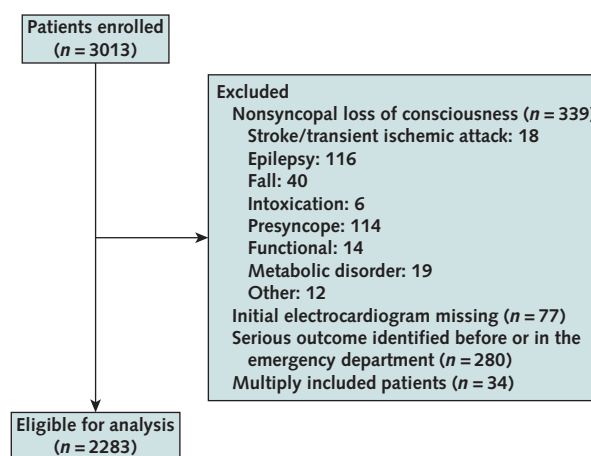 Patients enrolled
(n = 3013)
Excluded
Nonsyncopal loss of consciousness (n = 339)
Stroke/transient ischemic attack: 18
Epilepsy: 116
Fall: 40
Intoxication: 6
Presyncope: 114
Functional: 14
Metabolic disorder: 19
Other: 12
Initial electrocardiogram missing (n = 77)
Serious outcome identified before or in the
emergency department (n = 280)
Multiply included patients (n = 34)
Eligible for analysis
(n = 2283)